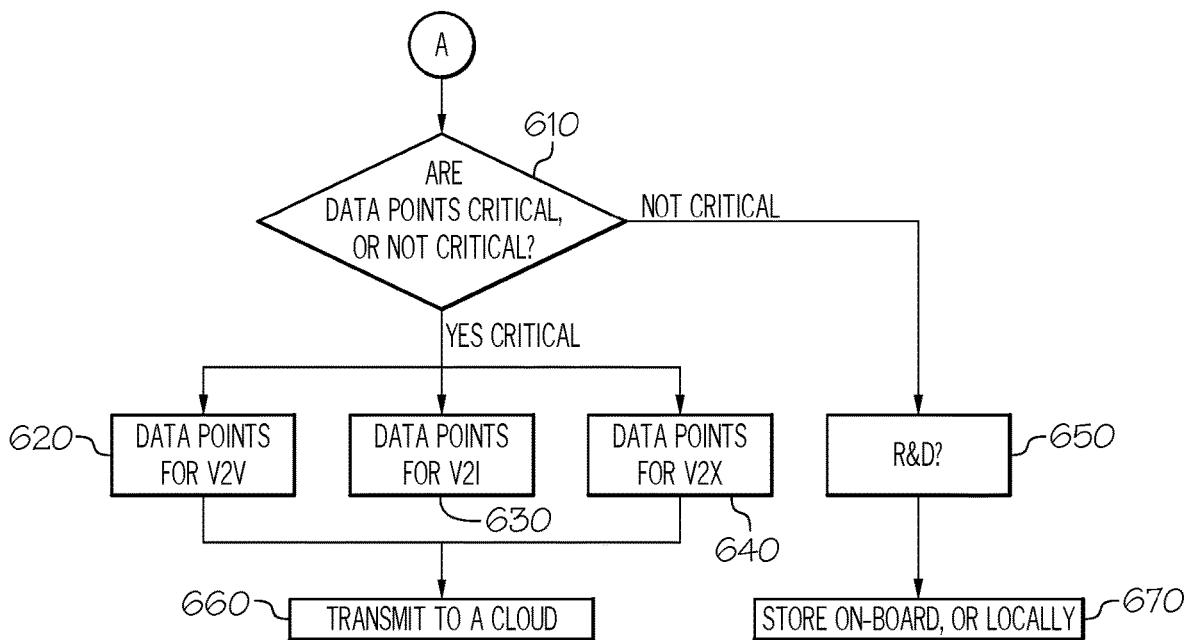 A
610
ARE
DATA POINTS CRITICAL,
OR NOT CRITICAL?
NOT CRITICAL
YES CRITICAL
620
DATA POINTS
FOR V2V
DATA POINTS
FOR V2I
630
DATA POINTS
FOR V2X
640
R&D?
650
660
TRANSMIT TO A CLOUD
STORE ON-BOARD, OR LOCALLY
670